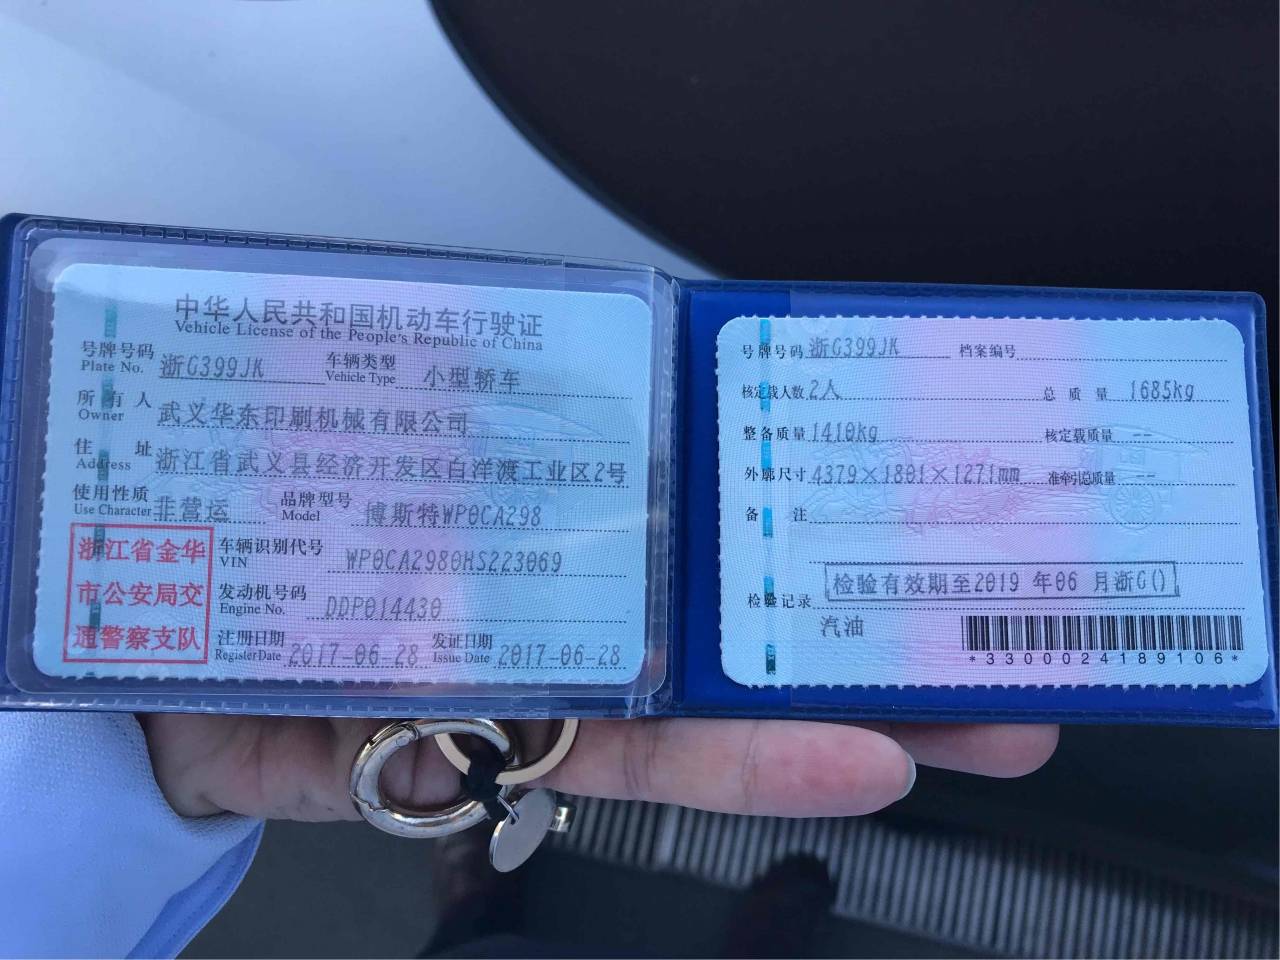 中华人民共和国机动车行驶证
Vehicle License of the People's Republic of China
号牌号码 浙G399JK 车辆类型 小型轿车
Plate No. Vehicle Type
所有人 武义华东印刷机械有限公司
Owner
住址 浙江省武义县经济开发区白洋渡工业区2号
Address
使用性质 非营运 品牌型号 博斯特WP0CA298
Use Character Model
浙江省金华
市公安局交
通警察支队
车辆识别代号 WP0CA2980HS223069
VIN
发动机号码 DDP014430
Engine No.
注册日期 2017-06-28 发证日期 2017-06-28
Register Date Issue Date
号牌号码 浙G399JK 档案编号
核定载人数 2人 总质量 1685kg
整备质量 1410kg 核定载质量 --
外廓尺寸 4379×1801×1271mm 准牵引总质量 --
备注
检验记录 检验有效期至2019 年06 月浙G()
汽油
*3300024189106*